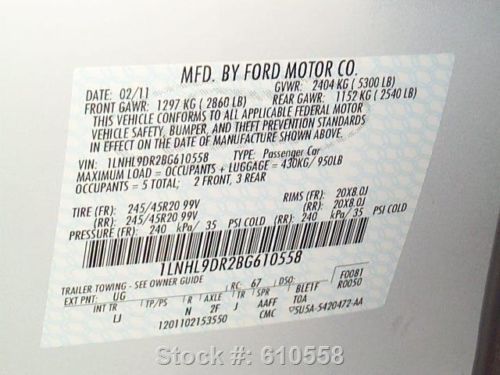 MFD. BY FORD MOTOR CO.
DATE: 02/11 GVWR: 2404 KG (5300 LB)
FRONT GAWR: 1297 KG (2860 LB) REAR GAWR: 1152 KG (2540 LB)
THIS VEHICLE CONFORMS TO ALL APPLICABLE FEDERAL MOTOR
VEHICLE SAFETY, BUMPER, AND THEFT PREVENTION STANDARDS
IN EFFECT ON THE DATE OF MANUFACTURE SHOWN ABOVE.
VIN: 1LNHL9DR2BG610558 TYPE: Passenger Car
MAXIMUM LOAD = OCCUPANTS + LUGGAGE = 430KG/950LB
OCCUPANTS = 5 TOTAL; 2 FRONT, 3 REAR
TIRE (FR): 245/45R20 99V RIMS (FR): 20X8.0J
(RR): 245/45R20 99V (RR): 20X8.0J
PRESSURE (FR): 240 kPa/ 35 PSI COLD (RR): 240 kPa/ 35 PSI COLD
1LNHL9DR2BG610558
TRAILER TOWING - SEE OWNER GUIDE RC: 67 DSO: F0081
EXT PNT: UG R0050
INT TR TP/PS R AXLE TR SPR BLETF
LJ N 2F J AAFF TOA
1201102153550 CMC 5U5A-5420472-AA
Stock #: 610558